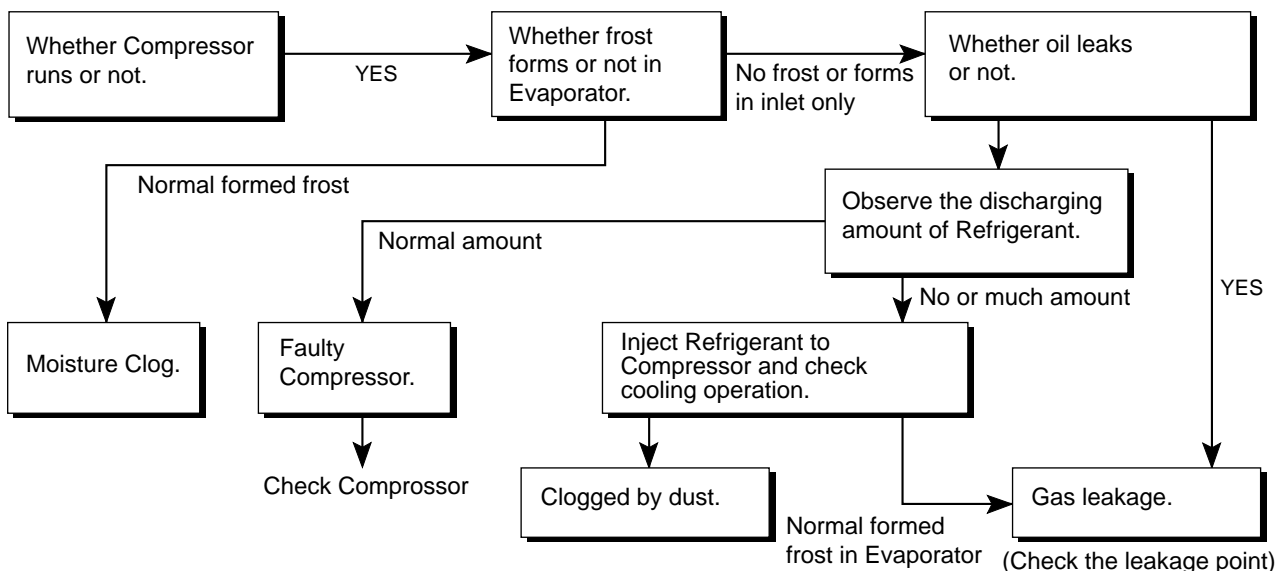 Whether Compressor
runs or not.
YES
Whether frost
forms or not in
Evaporator.
No frost or forms
in inlet only
Whether oil leaks
or not.
Normal formed frost
Observe the discharging
amount of Refrigerant.
Normal amount
No or much amount
YES
Moisture Clog.
Faulty
Compressor.
Inject Refrigerant to
Compressor and check
cooling operation.
Check Comprossor
Clogged by dust.
Normal formed
frost in Evaporator
Gas leakage.
(Check the leakage point)